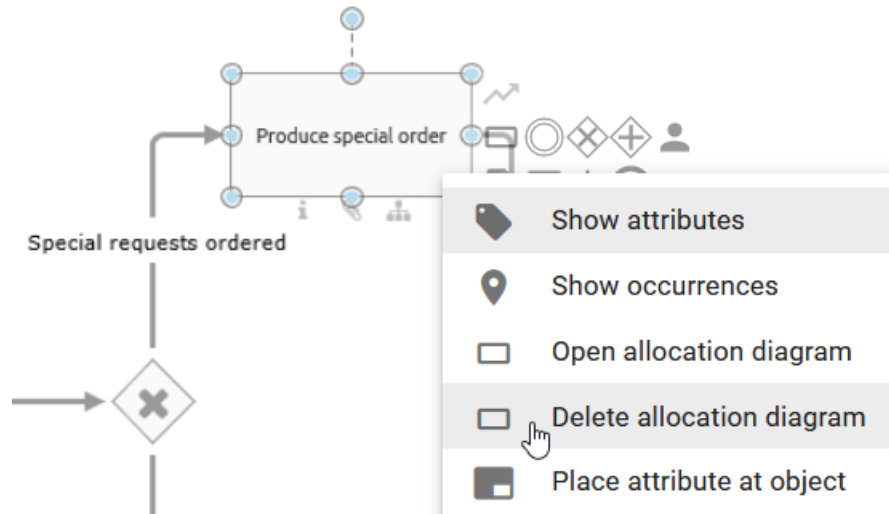 Produce special order
Special requests ordered
Show attributes
Show occurrences
Open allocation diagram
Delete allocation diagram
Place attribute at object